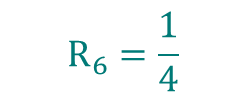 R₆ = 1/4